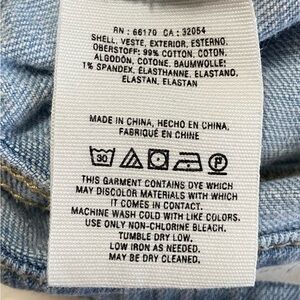 RN : 66170 CA : 32054
SHELL, VESTE, EXTERIOR, ESTERNO,
OBERSTOFF: 99% COTTON, COTON,
ALGODÓN, COTONE, BAUMWOLLE;
1% SPANDEX, ÉLASTHANNE, ELASTANO,
ELASTAN, ELASTAN
MADE IN CHINA, HECHO EN CHINA,
FABRIQUÉ EN CHINE
30
P
THIS GARMENT CONTAINS DYE WHICH
MAY DISCOLOR MATERIALS WITH WHICH
IT COMES IN CONTACT.
MACHINE WASH COLD WITH LIKE COLORS.
USE ONLY NON-CHLORINE BLEACH.
TUMBLE DRY LOW.
LOW IRON AS NEEDED.
MAY BE DRY CLEANED.